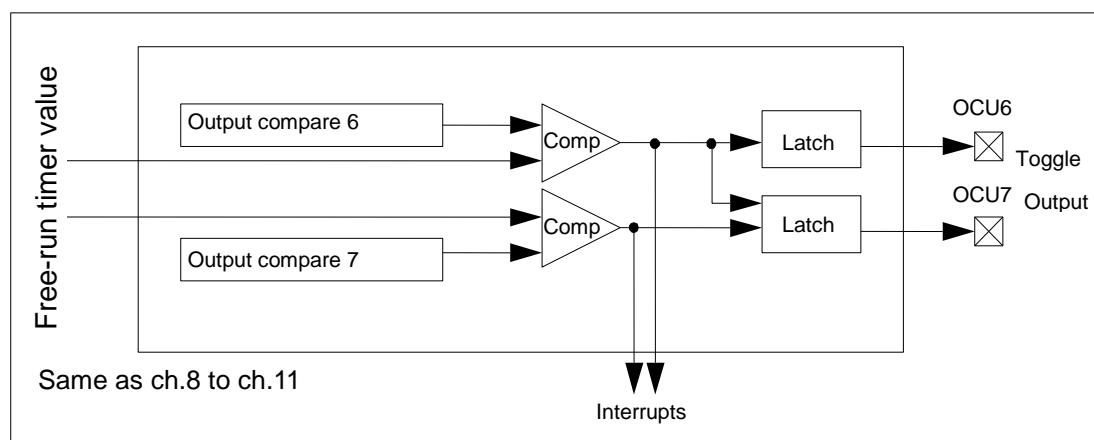 Free-run timer value
Output compare 6
Comp
Latch
OCU6
Toggle
Output compare 7
Comp
Latch
OCU7
Output
Same as ch.8 to ch.11
Interrupts